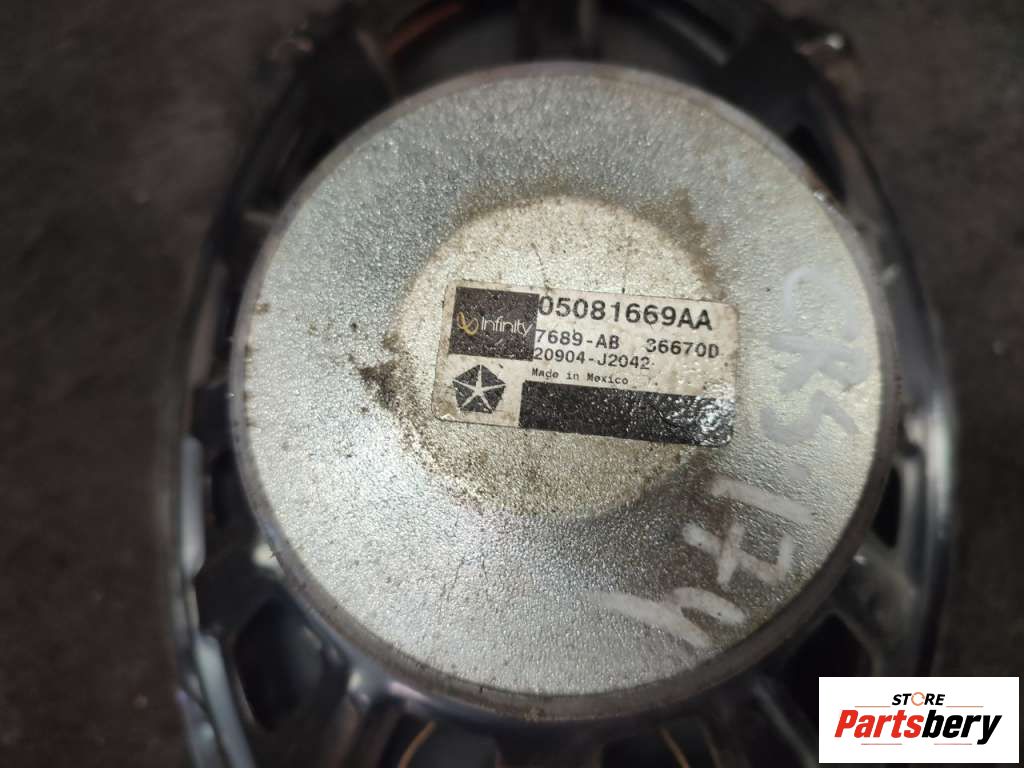 Infinity
05081669AA
7689-AB 36670D
20904-J2042
Made in Mexico
STORE
Partsbery